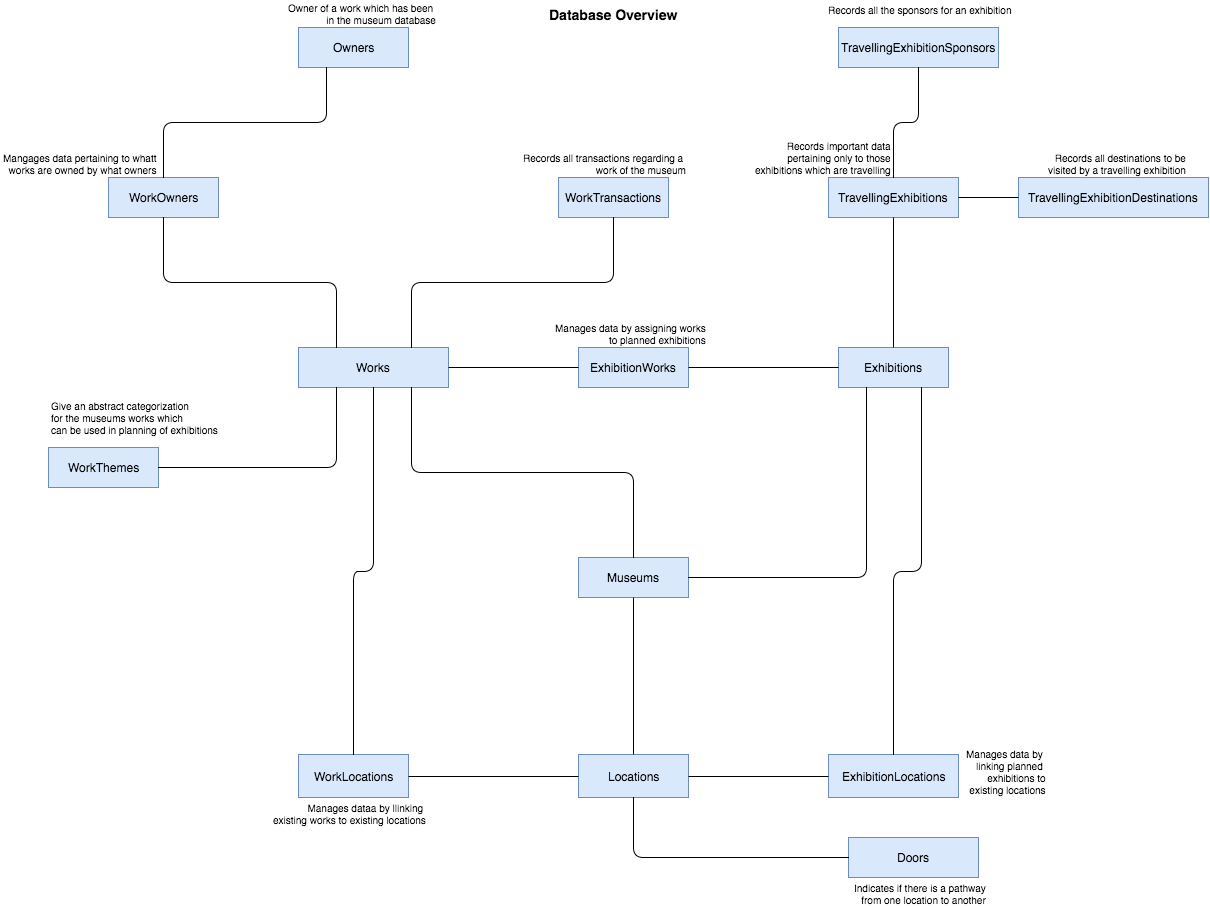 Database Overview
Owner of a work which has been
in the museum database
Owners
Records all the sponsors for an exhibition
TravellingExhibitionSponsors
Mangages data pertaining to whatt
works are owned by what owners
WorkOwners
Records all transactions regarding a
work of the museum
WorkTransactions
Records important data
pertaining only to those
exhibitions which are travelling
TravellingExhibitions
Records all destinations to be
visited by a travelling exhibition
TravellingExhibitionDestinations
Works
Manages data by assigning works
to planned exhibitions
ExhibitionWorks
Exhibitions
Give an abstract categorization
for the museums works which
can be used in planning of exhibitions
WorkThemes
Museums
WorkLocations
Manages dataa by llinking
existing works to existing locations
Locations
ExhibitionLocations
Manages data by
linking planned
exhibitions to
existing locations
Doors
Indicates if there is a pathway
from one location to another